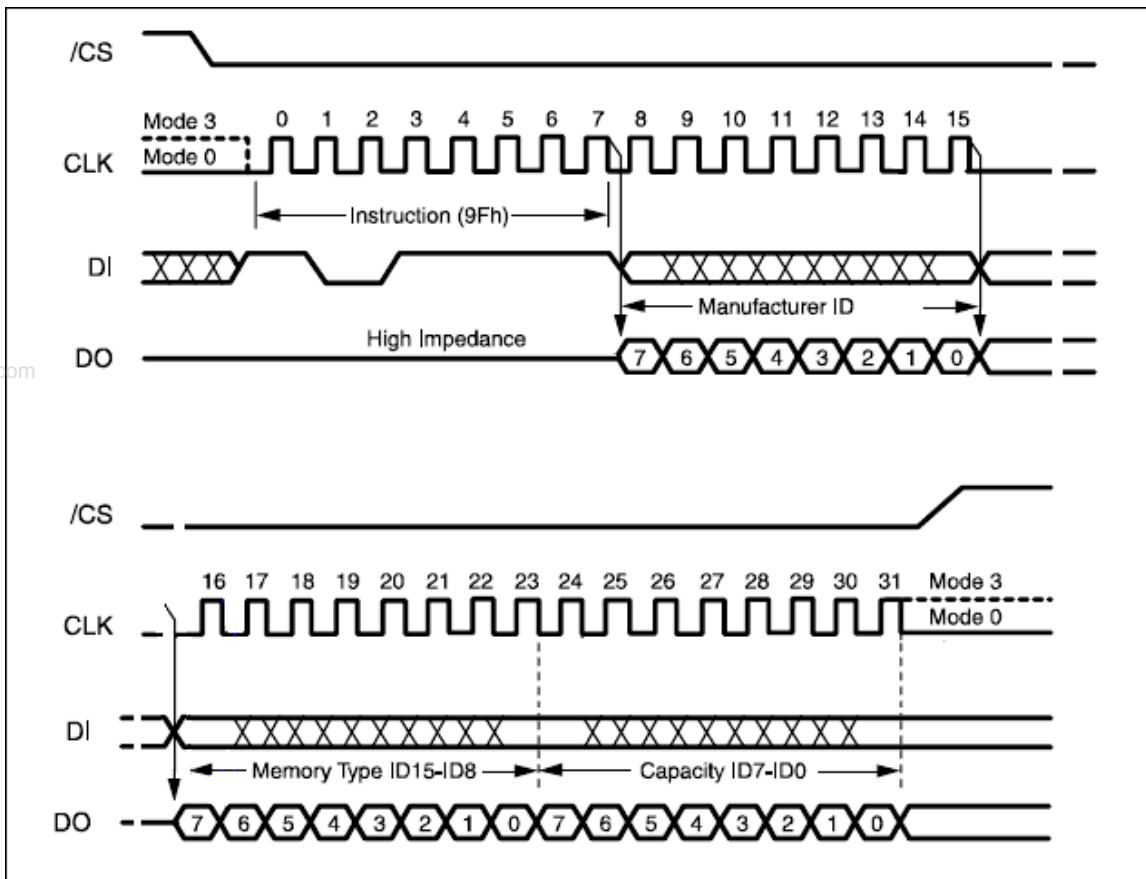 /CS
0 1 2 3 4 5 6 7 8 9 10 11 12 13 14 15
Mode 3
Mode 0
CLK
Instruction (9Fh)
DI
Manufacturer ID
High Impedance
DO
7 6 5 4 3 2 1 0
com
/CS
16 17 18 19 20 21 22 23 24 25 26 27 28 29 30 31
Mode 3
Mode 0
CLK
DI
Memory Type ID15-ID8
Capacity ID7-ID0
DO
7 6 5 4 3 2 1 0 7 6 5 4 3 2 1 0